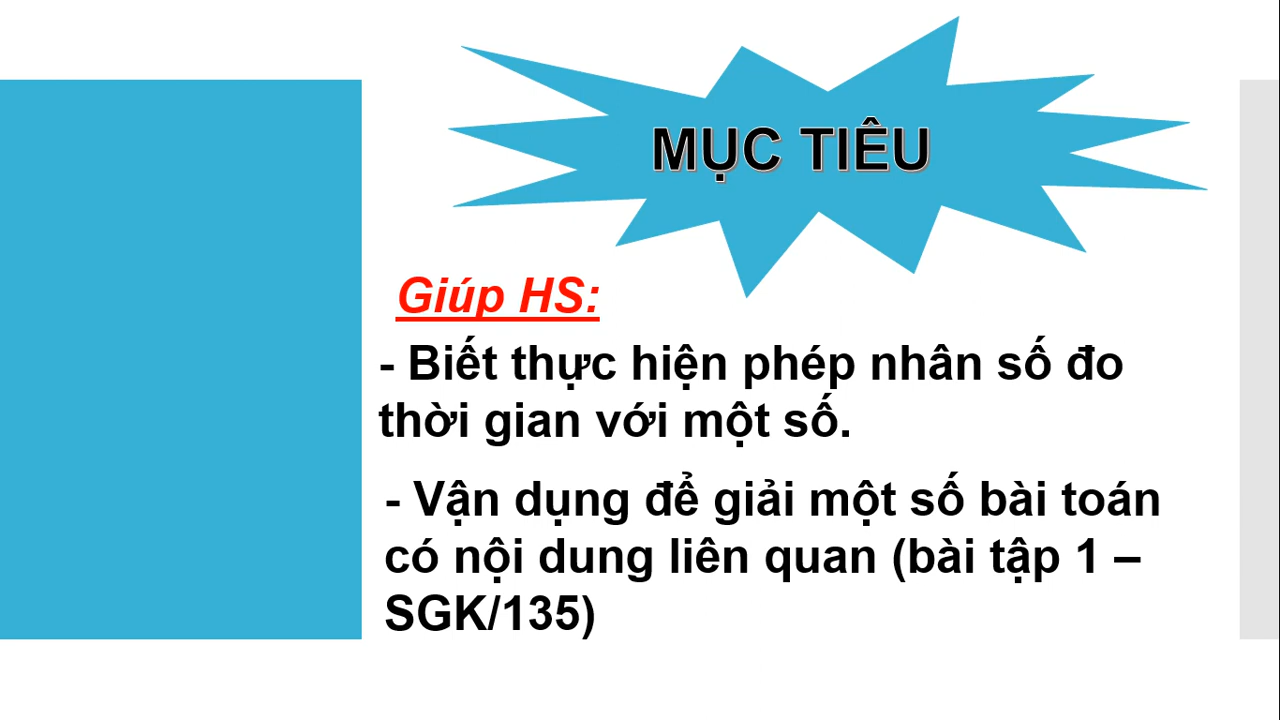 MỤC TIÊU
Giúp HS:
- Biết thực hiện phép nhân số đo
thời gian với một số.
- Vận dụng để giải một số bài toán
có nội dung liên quan (bài tập 1 –
SGK/135)